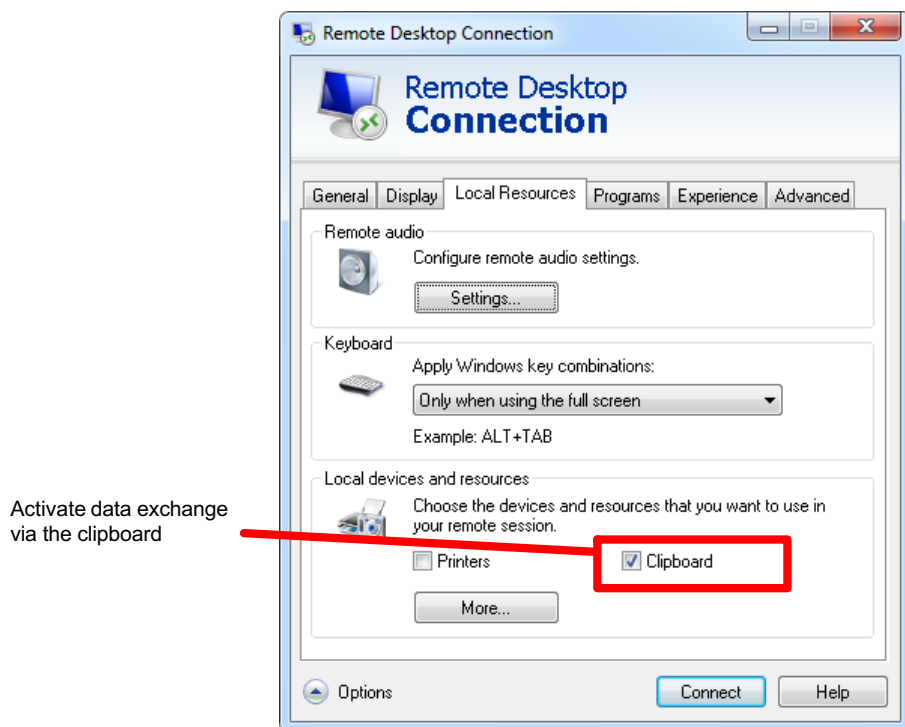 Remote Desktop Connection
Remote Desktop
Connection
General Display Local Resources Programs Experience Advanced
Remote audio
Configure remote audio settings.
Settings...
Keyboard
Apply Windows key combinations:
Only when using the full screen
Example: ALT+TAB
Local devices and resources
Choose the devices and resources that you want to use in
your remote session.
Activate data exchange
via the clipboard
Printers Clipboard
More...
Options Connect Help